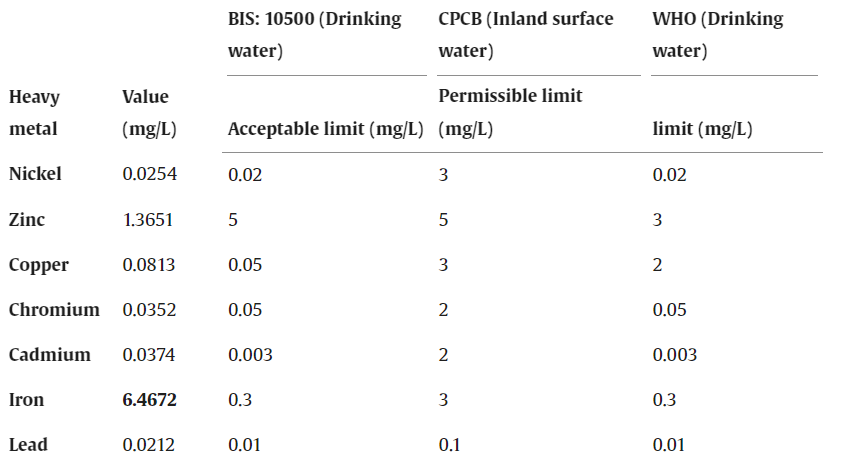 BIS: 10500 (Drinking water) CPCB (Inland surface water) WHO (Drinking water)
Heavy metal Value (mg/L) Acceptable limit (mg/L) Permissible limit (mg/L) limit (mg/L)
Nickel 0.0254 0.02 3 0.02
Zinc 1.3651 5 5 3
Copper 0.0813 0.05 3 2
Chromium 0.0352 0.05 2 0.05
Cadmium 0.0374 0.003 2 0.003
Iron 6.4672 0.3 3 0.3
Lead 0.0212 0.01 0.1 0.01